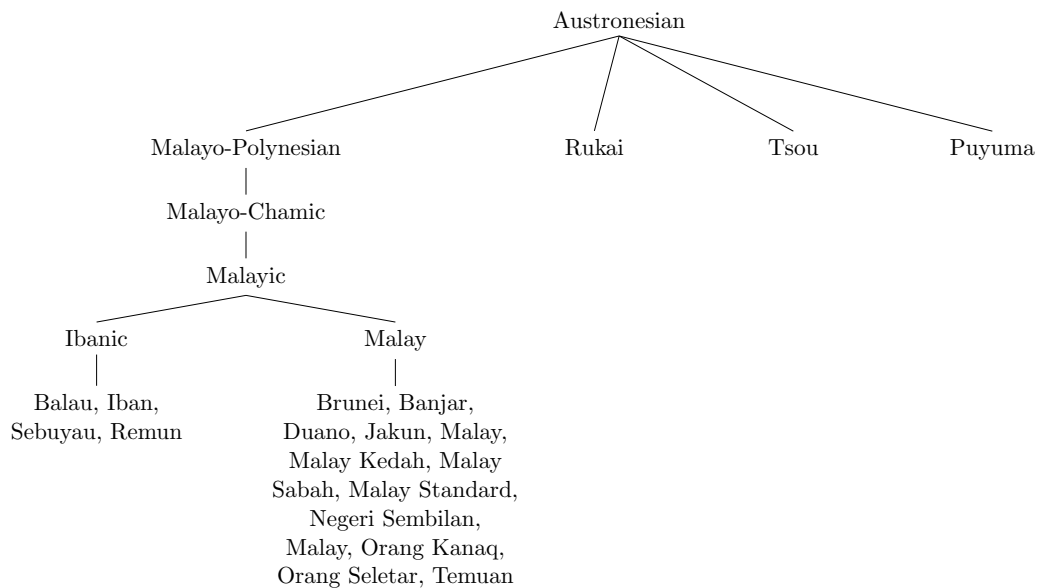 Austronesian
Malayo-Polynesian Rukai Tsou Puyuma
Malayo-Chamic
Malayic
Ibanic Malay
Balau, Iban,
Sebuyau, Remun
Brunei, Banjar,
Duano, Jakun, Malay,
Malay Kedah, Malay
Sabah, Malay Standard,
Negeri Sembilan,
Malay, Orang Kanaq,
Orang Seletar, Temuan